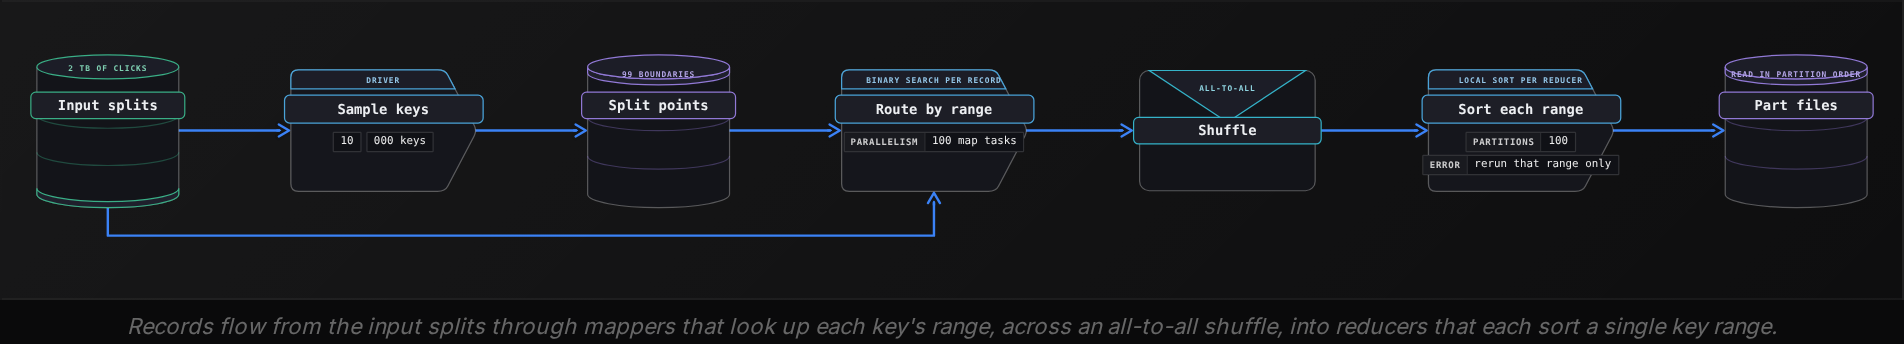 2 TB OF CLICKS
Input splits
DRIVER
Sample keys
10 000 keys
99 BOUNDARIES
Split points
BINARY SEARCH PER RECORD
Route by range
PARALLELISM 100 map tasks
ALL-TO-ALL
Shuffle
LOCAL SORT PER REDUCER
Sort each range
PARTITIONS 100
ERROR rerun that range only
READ IN PARTITION ORDER
Part files
Records flow from the input splits through mappers that look up each key's range, across an all-to-all shuffle, into reducers that each sort a single key range.